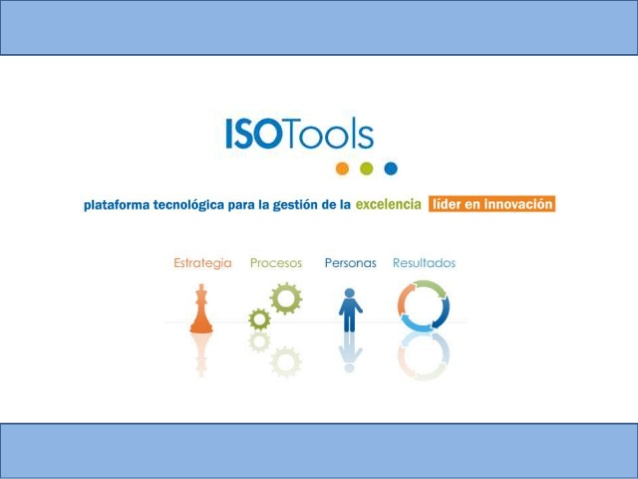 ISOTools
plataforma tecnológica para la gestión de la excelencia líder en innovación
Estrategia Procesos Personas Resultados